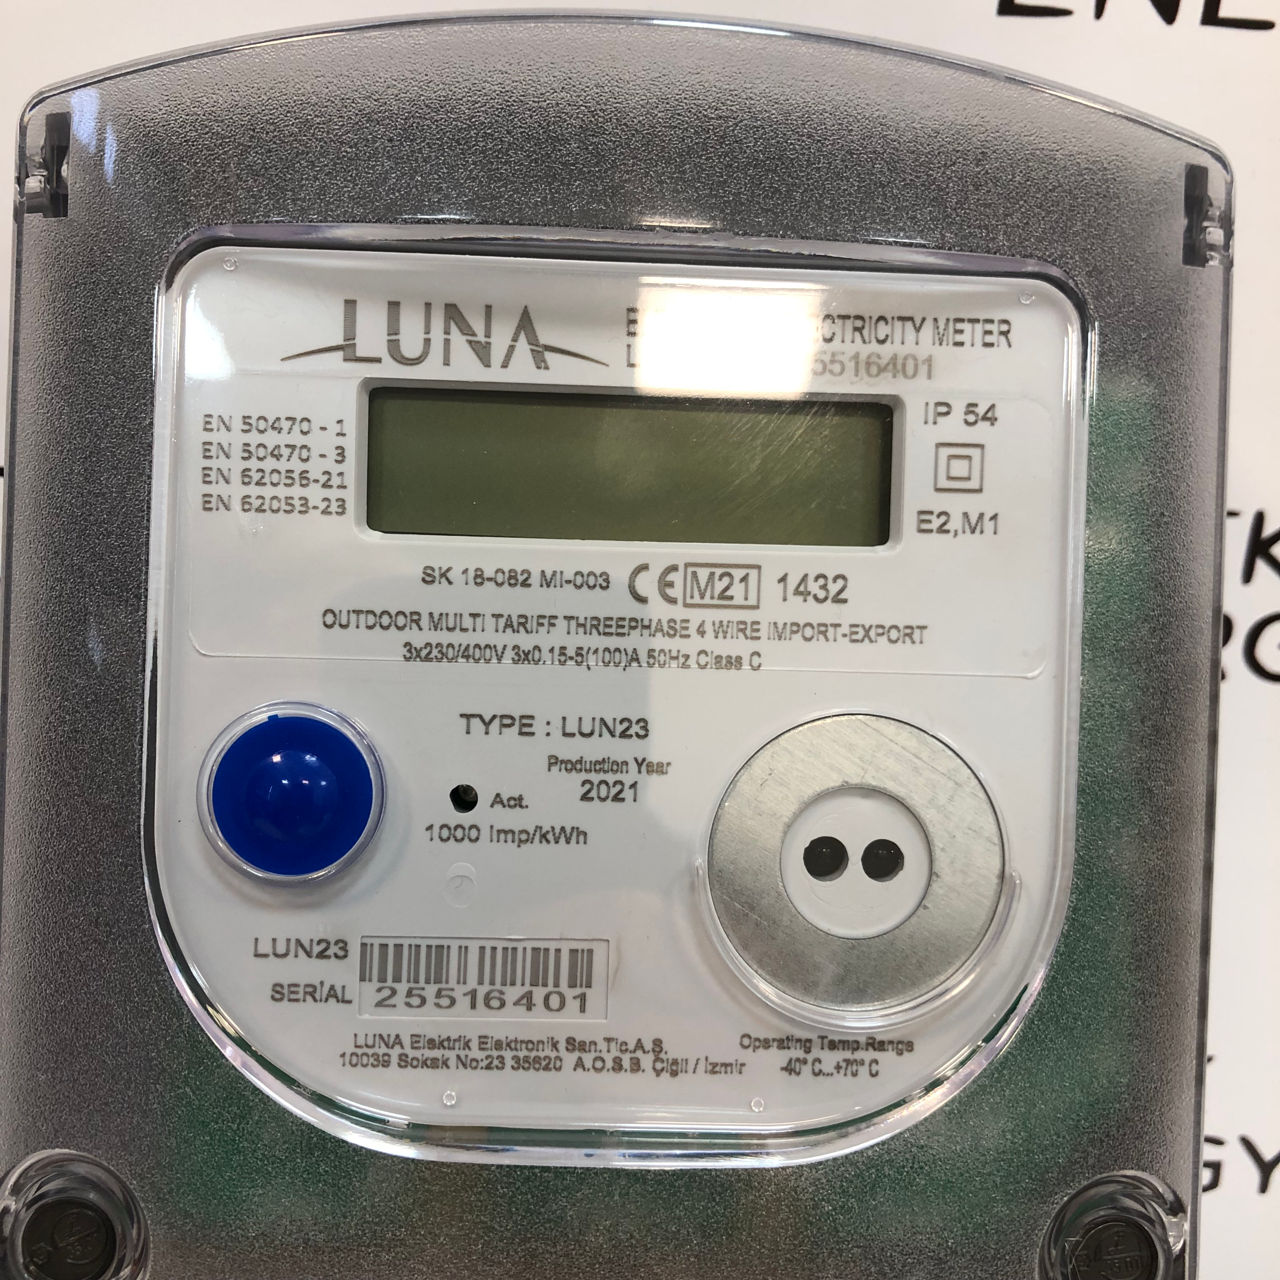 LUNA
CTRICITY METER
5516401
EN 50470 - 1
EN 50470 - 3
EN 62056-21
EN 62053-23
IP 54
E2,M1
SK 18-082 MI-003 CE M21 1432
OUTDOOR MULTI TARIFF THREEPHASE 4 WIRE IMPORT-EXPORT
3x230/400V 3x0.15-5(100)A 50Hz Class C
TYPE : LUN23
Production Year
2021
Act.
1000 Imp/kWh
LUN23
SERİAL 25516401
LUNA Elektrik Elektronik San.Tic.A.Ş.
10039 Sokak No:23 35620 A.O.S.B. Çiğli / İzmir
Operating Temp.Range
-40° C...+70° C